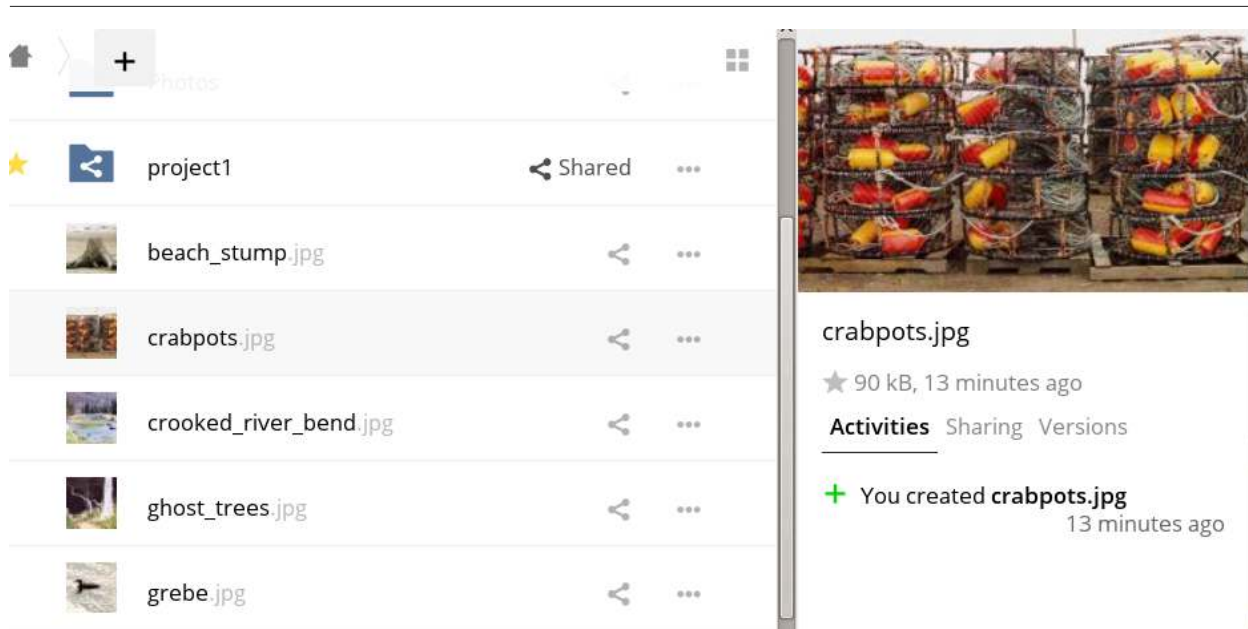 Photos
project1 Shared
beach_stump.jpg
crabpots.jpg
crooked_river_bend.jpg
ghost_trees.jpg
grebe.jpg
crabpots.jpg
90 kB, 13 minutes ago
Activities Sharing Versions
You created crabpots.jpg
13 minutes ago